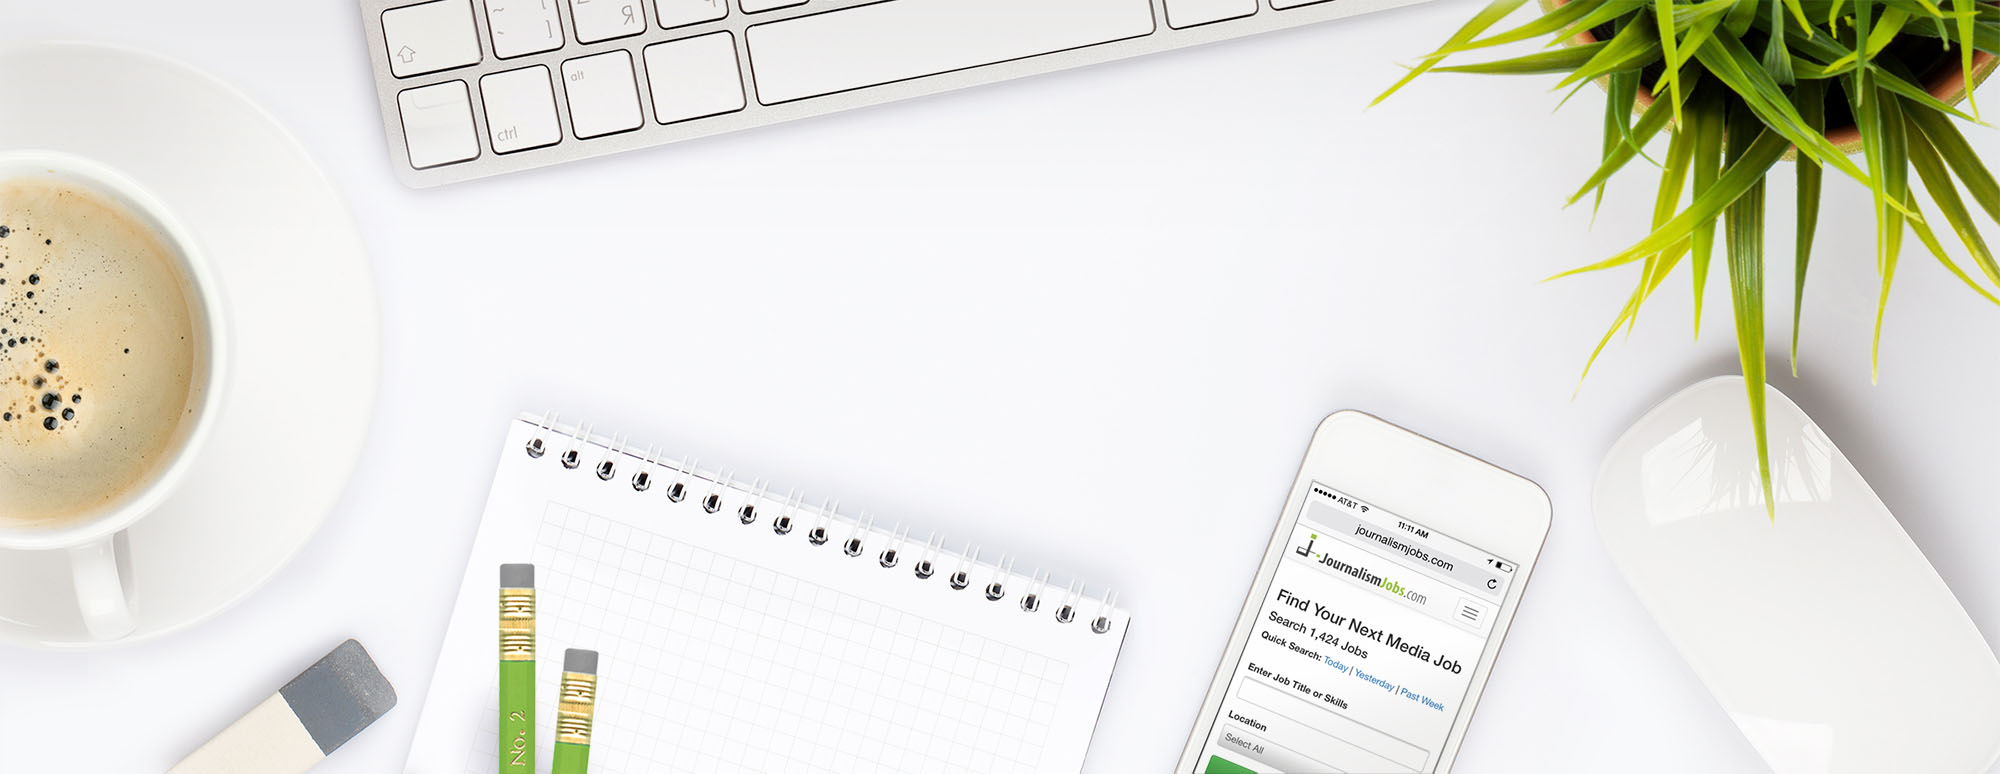 Я
alt
ctrl
No. 2
AT&T
11:11 AM
journalismjobs.com
JournalismJobs.com
Find Your Next Media Job
Search 1,424 Jobs
Quick Search: Today | Yesterday | Past Week
Enter Job Title or Skills
Location
Select All